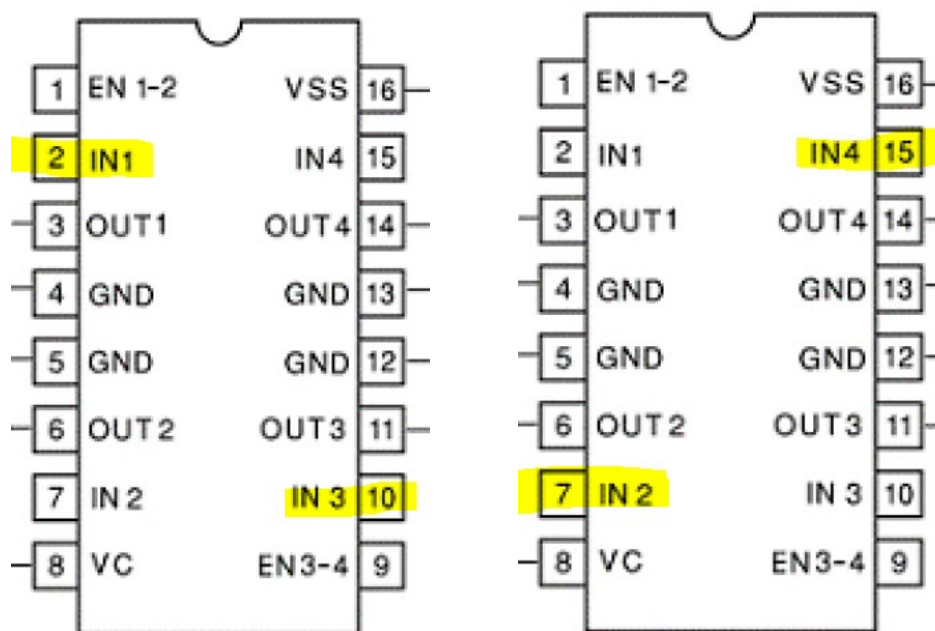 1 EN 1-2 VSS 16
2 IN1 IN4 15
3 OUT1 OUT4 14
4 GND GND 13
5 GND GND 12
6 OUT2 OUT3 11
7 IN 2 IN 3 10
8 VC EN3-4 9
1 EN 1-2 VSS 16
2 IN1 IN4 15
3 OUT1 OUT4 14
4 GND GND 13
5 GND GND 12
6 OUT2 OUT3 11
7 IN 2 IN 3 10
8 VC EN3-4 9